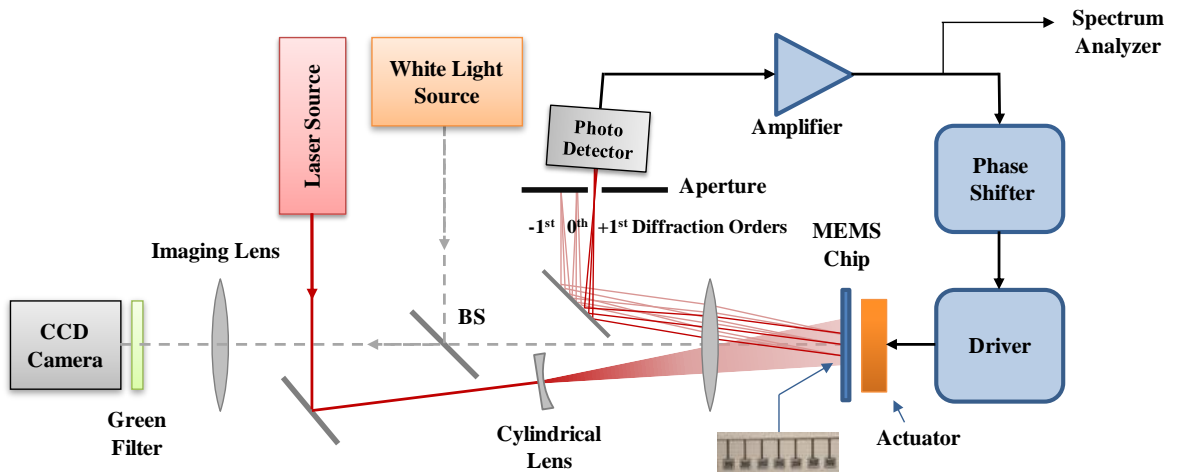 Spectrum
Analyzer
Laser Source
White Light
Source
Photo
Detector
Amplifier
Phase
Shifter
Aperture
-1st 0th +1st Diffraction Orders
MEMS
Chip
Imaging Lens
BS
CCD
Camera
Driver
Green
Filter
Cylindrical
Lens
Actuator